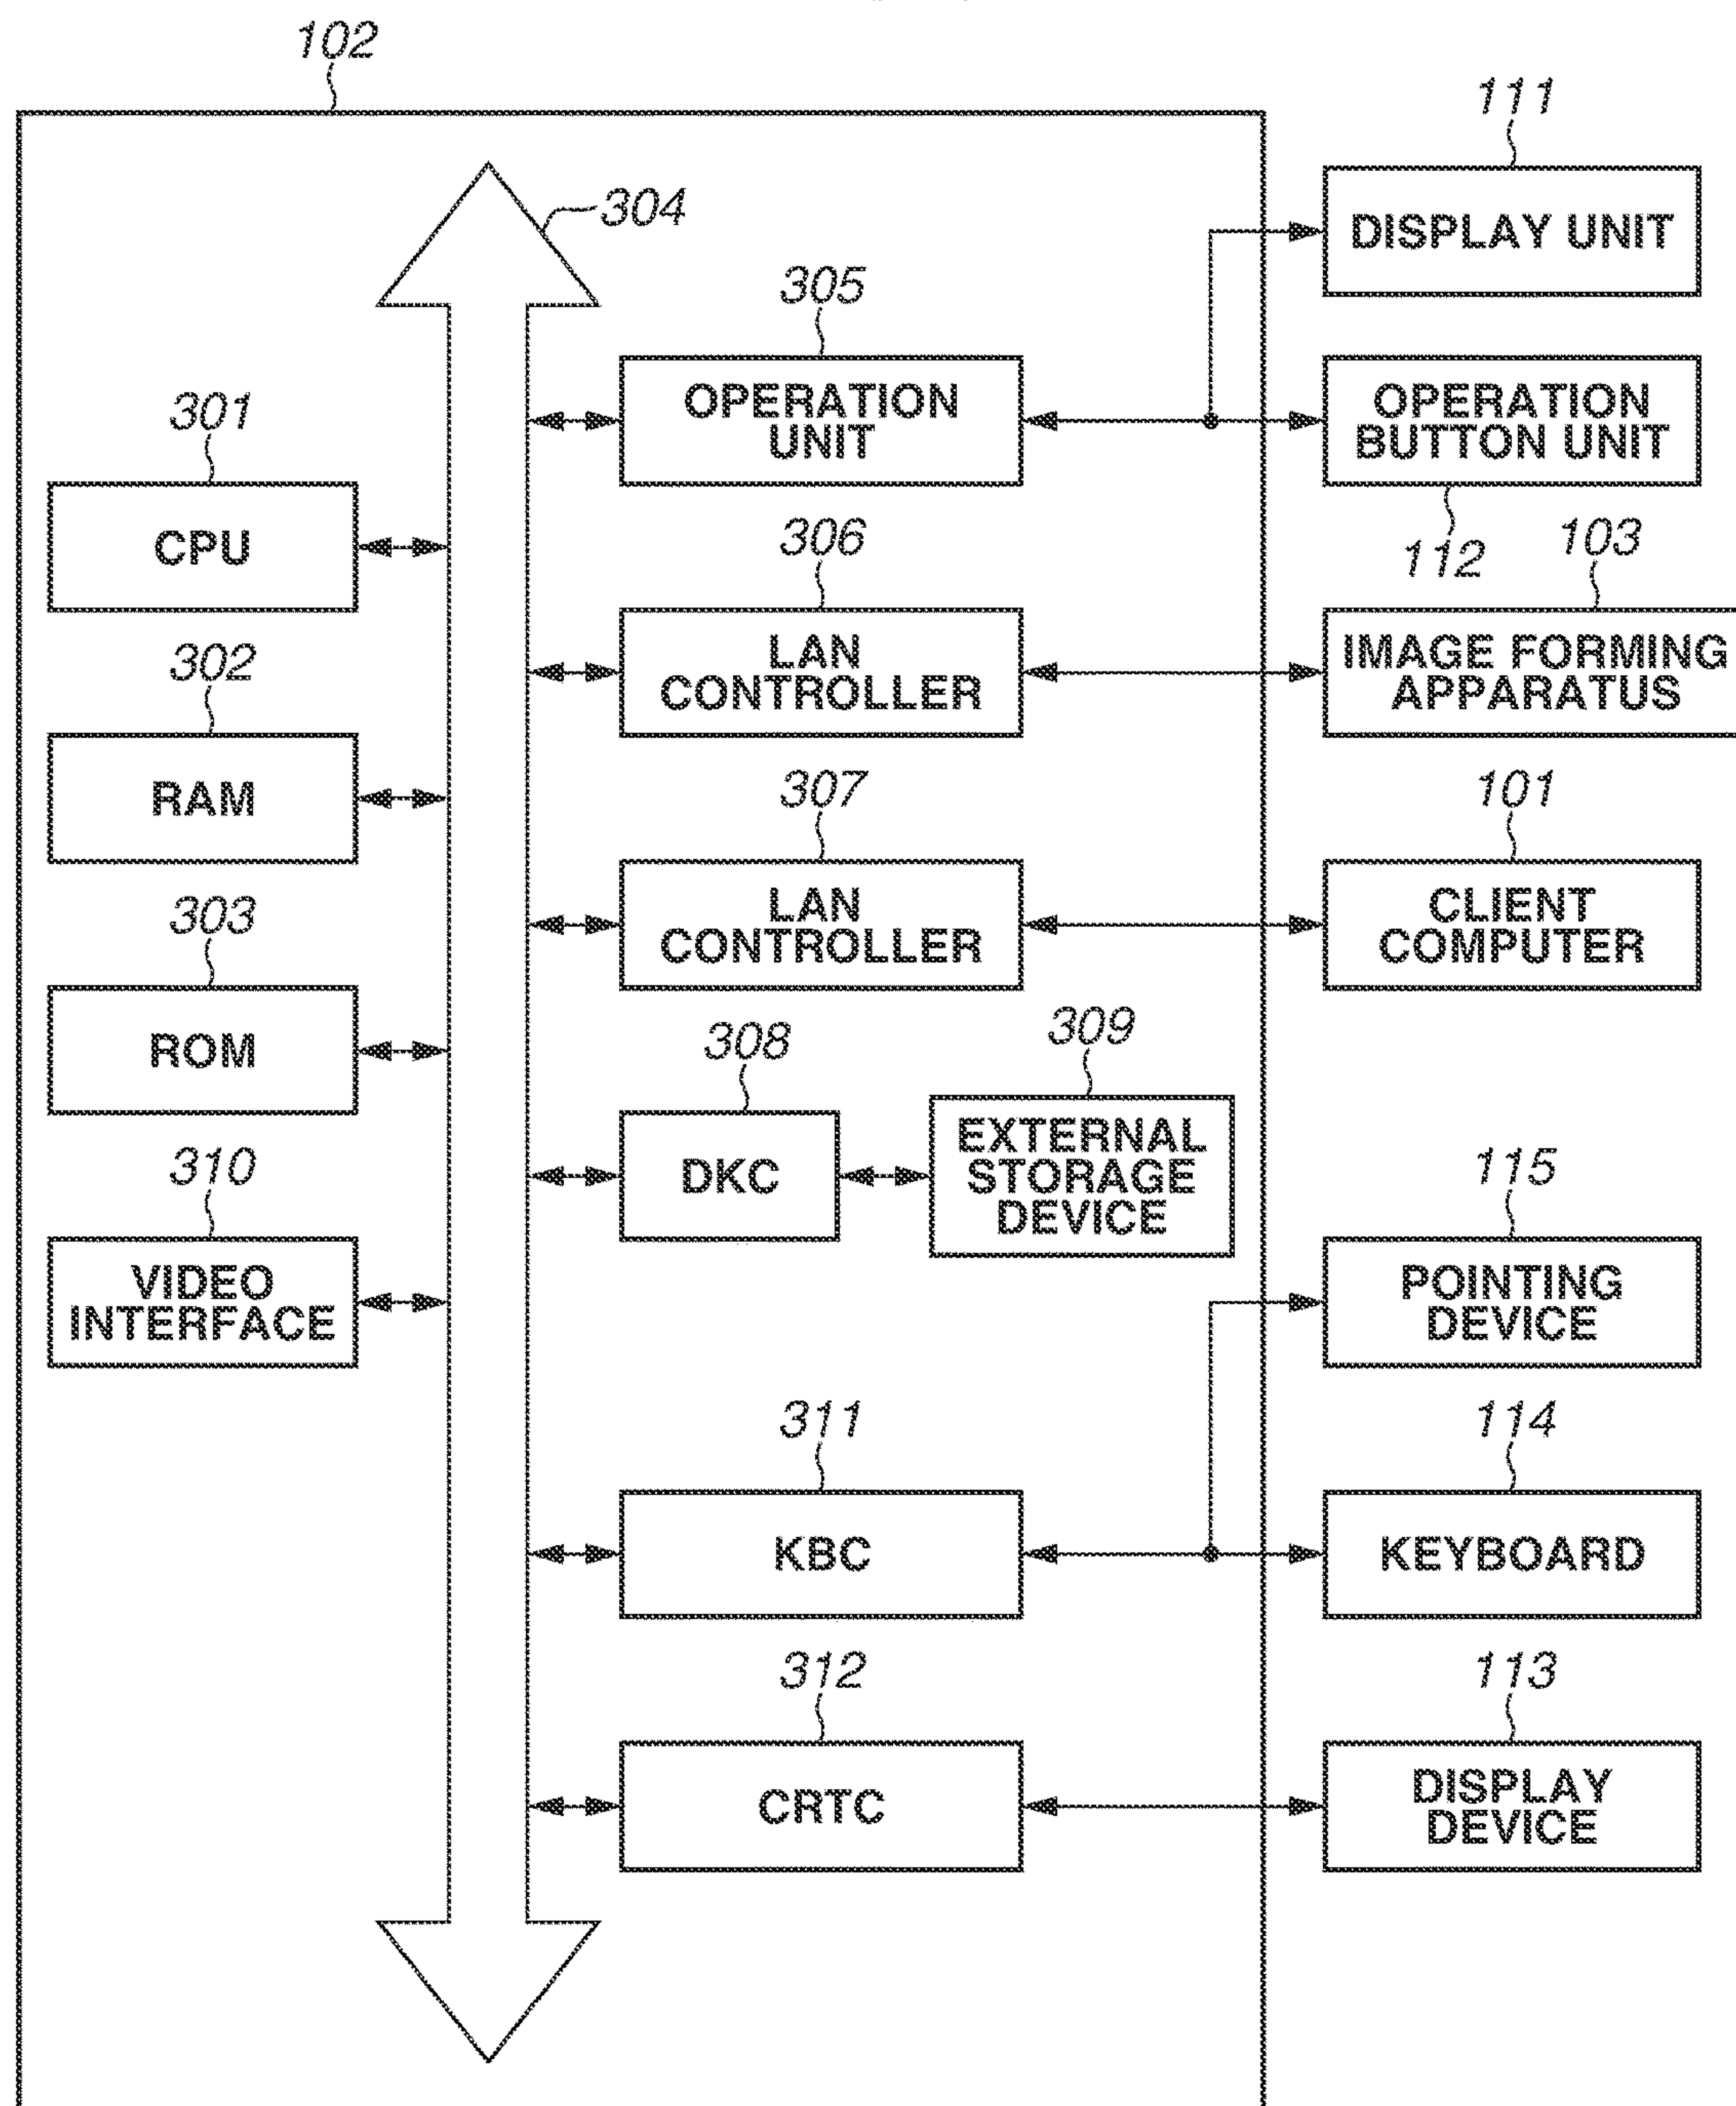 102
111
304
DISPLAY UNIT
305
OPERATION
UNIT
OPERATION
BUTTON UNIT
301
CPU
112
103
306
LAN
CONTROLLER
IMAGE FORMING
APPARATUS
302
RAM
307
LAN
CONTROLLER
101
CLIENT
COMPUTER
303
ROM
308
DKC
309
EXTERNAL
STORAGE
DEVICE
310
VIDEO
INTERFACE
115
POINTING
DEVICE
311
KBC
114
KEYBOARD
312
CRTC
113
DISPLAY
DEVICE